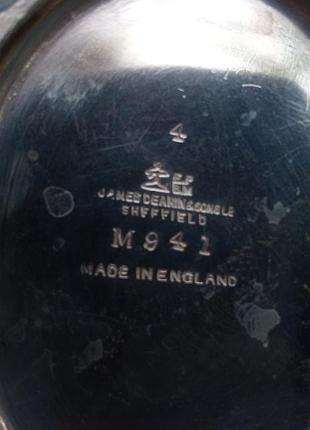 4
E.P
B.M
JAMES DEAKIN & SONS LD
SHEFFIELD
M 941
MADE IN ENGLAND